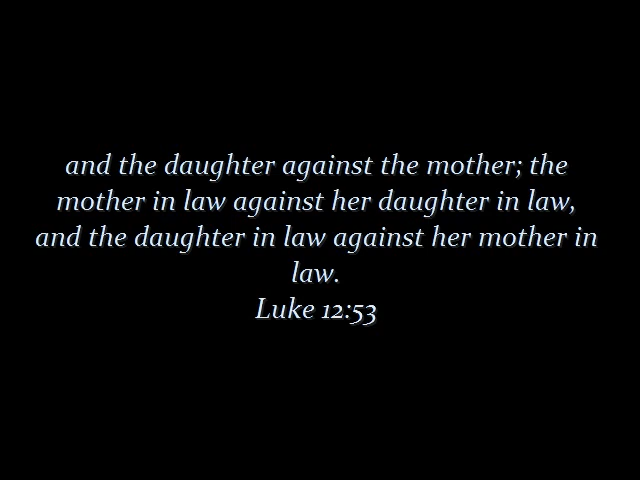 and the daughter against the mother; the
mother in law against her daughter in law,
and the daughter in law against her mother in
law.
Luke 12:53